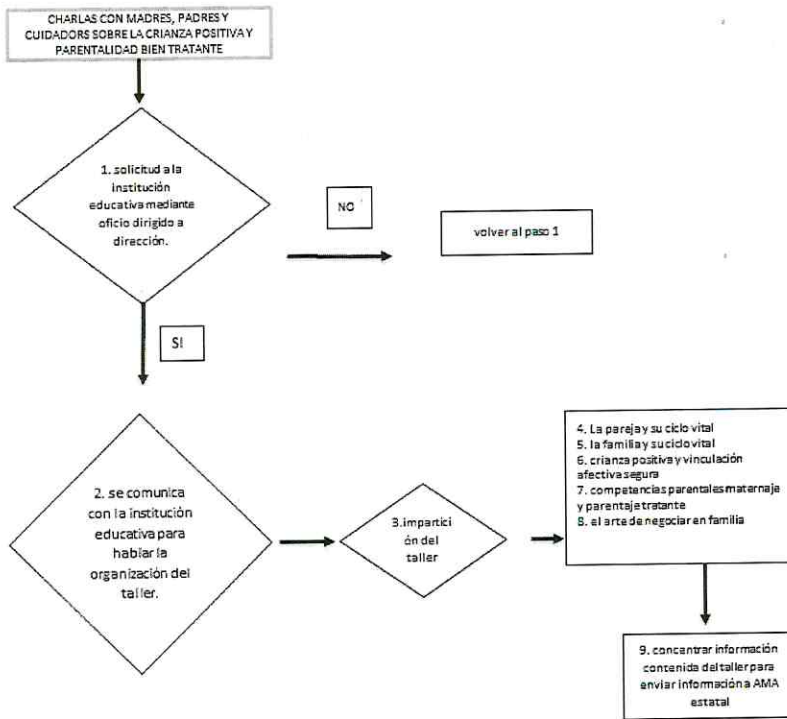 CHARLAS CON MADRES, PADRES Y
CUIDADORS SOBRE LA CRIANZA POSITIVA Y
PARENTALIDAD BIEN TRATANTE
1. solicitud a la
institución
educativa mediante
oficio dirigido a
dirección.
NO
volver al paso 1
SI
2. se comunica
con la institución
educativa para
hablar la
organización del
taller.
3.impartici
ón del
taller
4. La pareja y su ciclo vital
5. la familia y su ciclo vital
6. crianza positiva y vinculación
afectiva segura
7. competencias parentales maternaje
y parentaje tratante
8. el arte de negociar en familia
9. concentrar información
contenida del taller para
enviar información a AMA
estatal